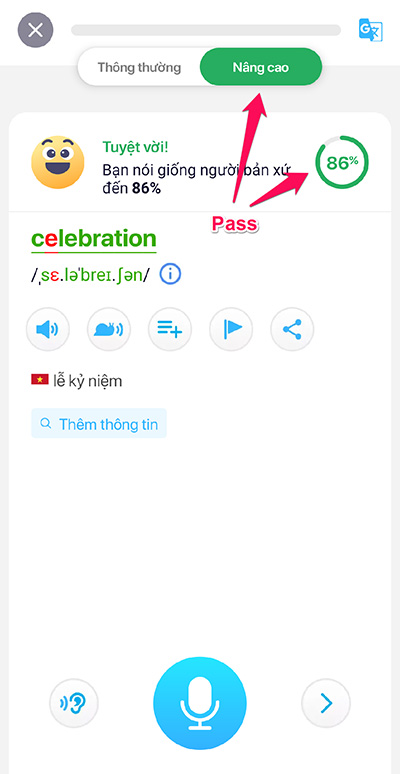 Thông thường
Nâng cao
Tuyệt vời!
Bạn nói giống người bản xứ
đến 86%
86%
Pass
celebration
/ˌsɛ.ləˈbreɪ.ʃən/
lễ kỷ niệm
Thêm thông tin